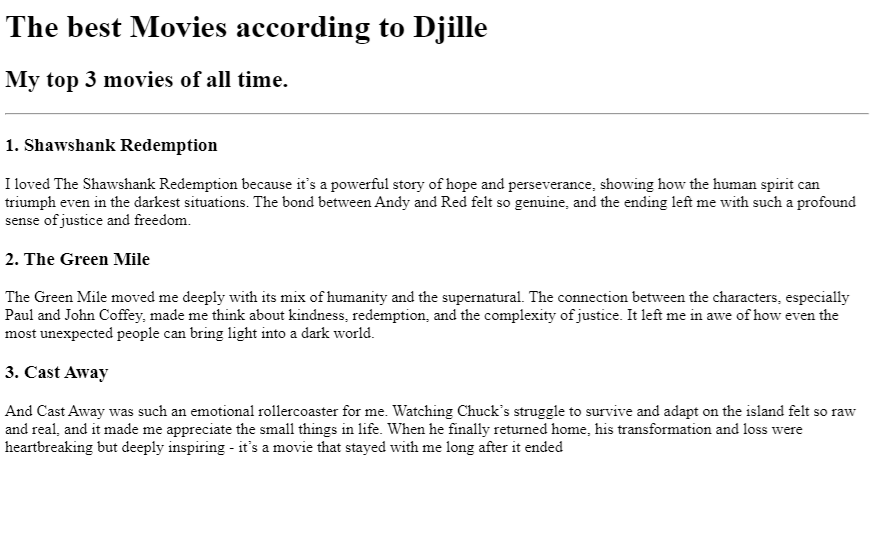 The best Movies according to Djille
My top 3 movies of all time.
1. Shawshank Redemption
I loved The Shawshank Redemption because it’s a powerful story of hope and perseverance, showing how the human spirit can
triumph even in the darkest situations. The bond between Andy and Red felt so genuine, and the ending left me with such a profound
sense of justice and freedom.
2. The Green Mile
The Green Mile moved me deeply with its mix of humanity and the supernatural. The connection between the characters, especially
Paul and John Coffey, made me think about kindness, redemption, and the complexity of justice. It left me in awe of how even the
most unexpected people can bring light into a dark world.
3. Cast Away
And Cast Away was such an emotional rollercoaster for me. Watching Chuck’s struggle to survive and adapt on the island felt so raw
and real, and it made me appreciate the small things in life. When he finally returned home, his transformation and loss were
heartbreaking but deeply inspiring - it’s a movie that stayed with me long after it ended